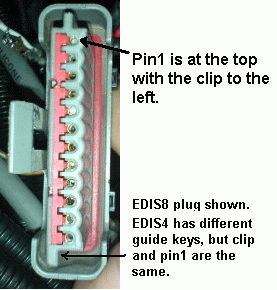 Pin1 is at the top
with the clip to the
left.
EDIS8 plug shown.
EDIS4 has different
guide keys, but clip
and pin1 are the
same.